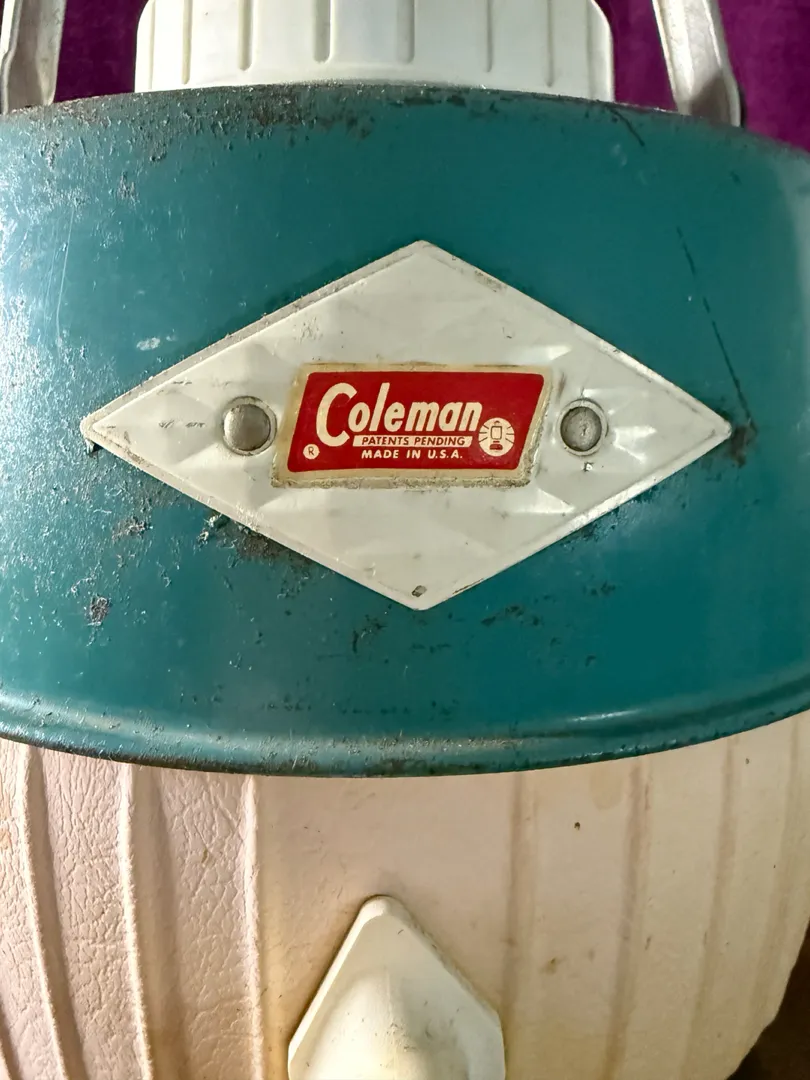 Coleman
PATENTS PENDING
®
MADE IN U.S.A.